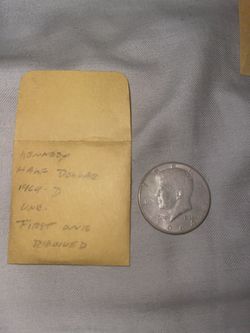 KENNEDY
HALF DOLLAR
1964-D
UNC.
FIRST ONE